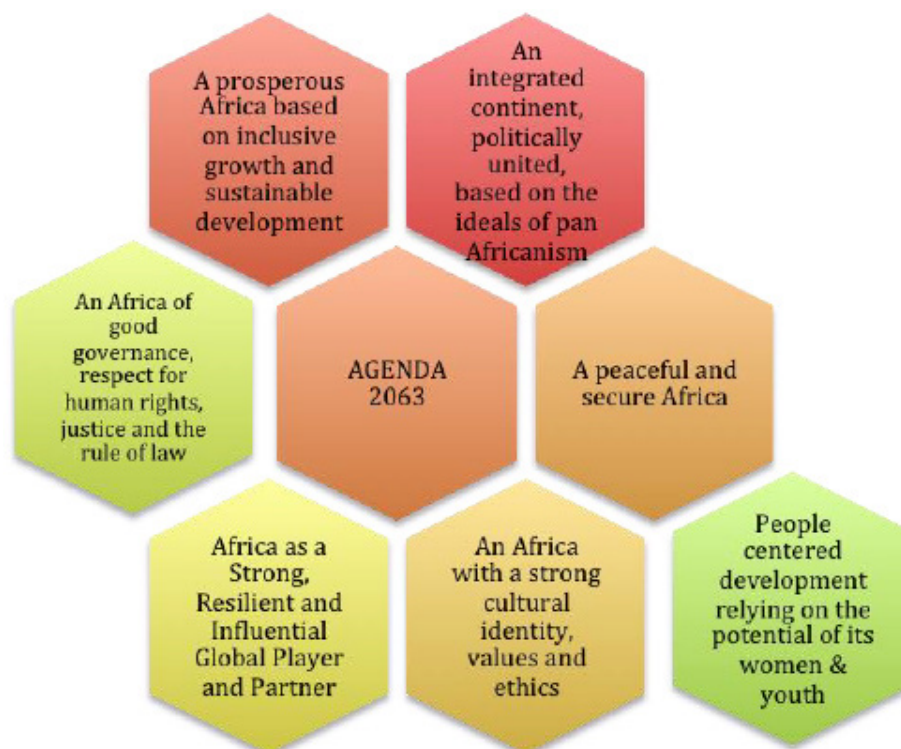 A prosperous
Africa based
on inclusive
growth and
sustainable
development
An
integrated
continent,
politically
united,
based on the
ideals of pan
Africanism
An Africa of
good
governance,
respect for
human rights,
justice and the
rule of law
AGENDA
2063
A peaceful and
secure Africa
Africa as a
Strong,
Resilient and
Influential
Global Player
and Partner
An Africa
with a strong
cultural
identity,
values and
ethics
People
centered
development
relying on the
potential of its
women &
youth